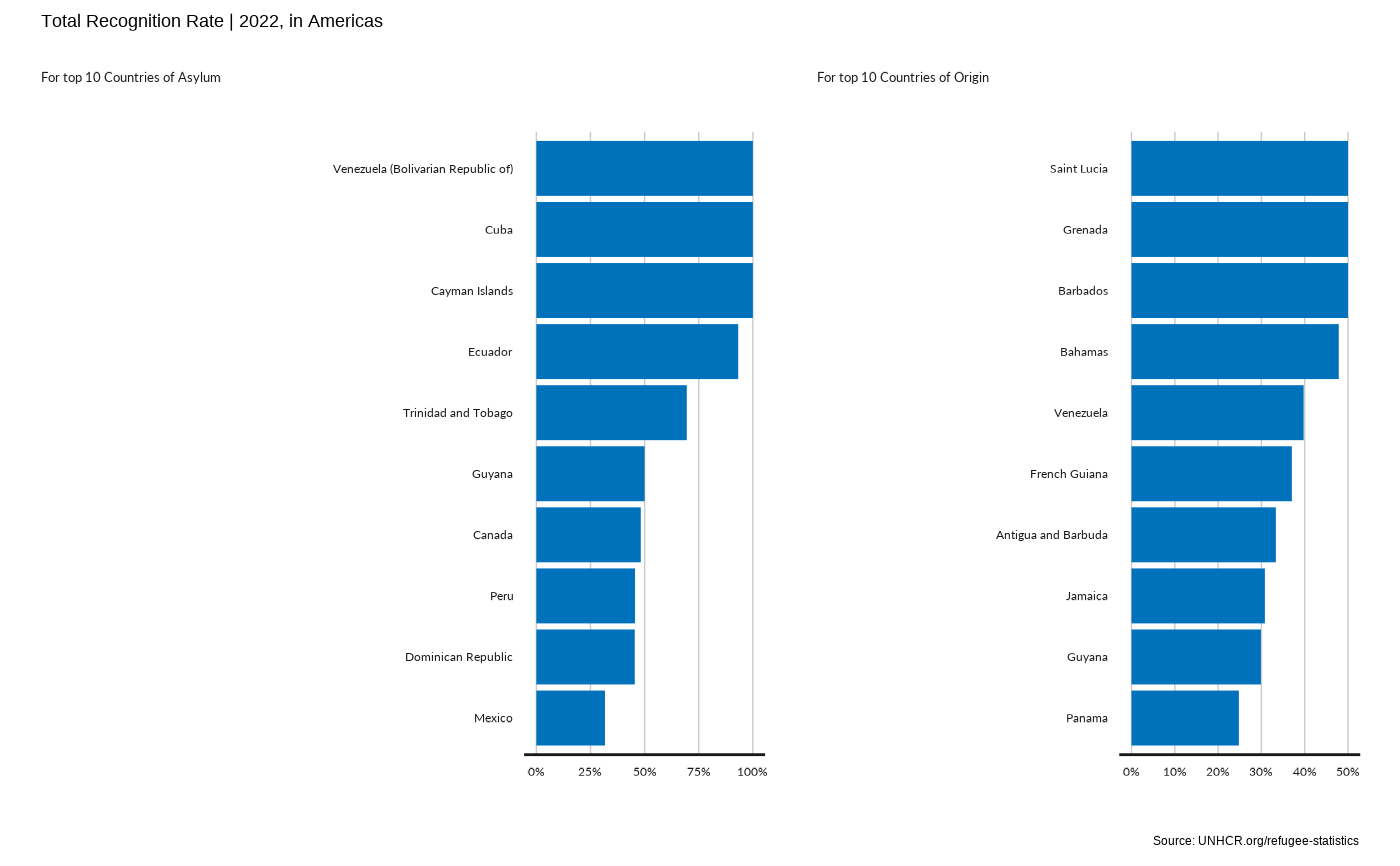 Total Recognition Rate | 2022, in Americas
For top 10 Countries of Asylum
Venezuela (Bolivarian Republic of)
Cuba
Cayman Islands
Ecuador
Trinidad and Tobago
Guyana
Canada
Peru
Dominican Republic
Mexico
0% 25% 50% 75% 100%
For top 10 Countries of Origin
Saint Lucia
Grenada
Barbados
Bahamas
Venezuela
French Guiana
Antigua and Barbuda
Jamaica
Guyana
Panama
0% 10% 20% 30% 40% 50%
Source: UNHCR.org/refugee-statistics